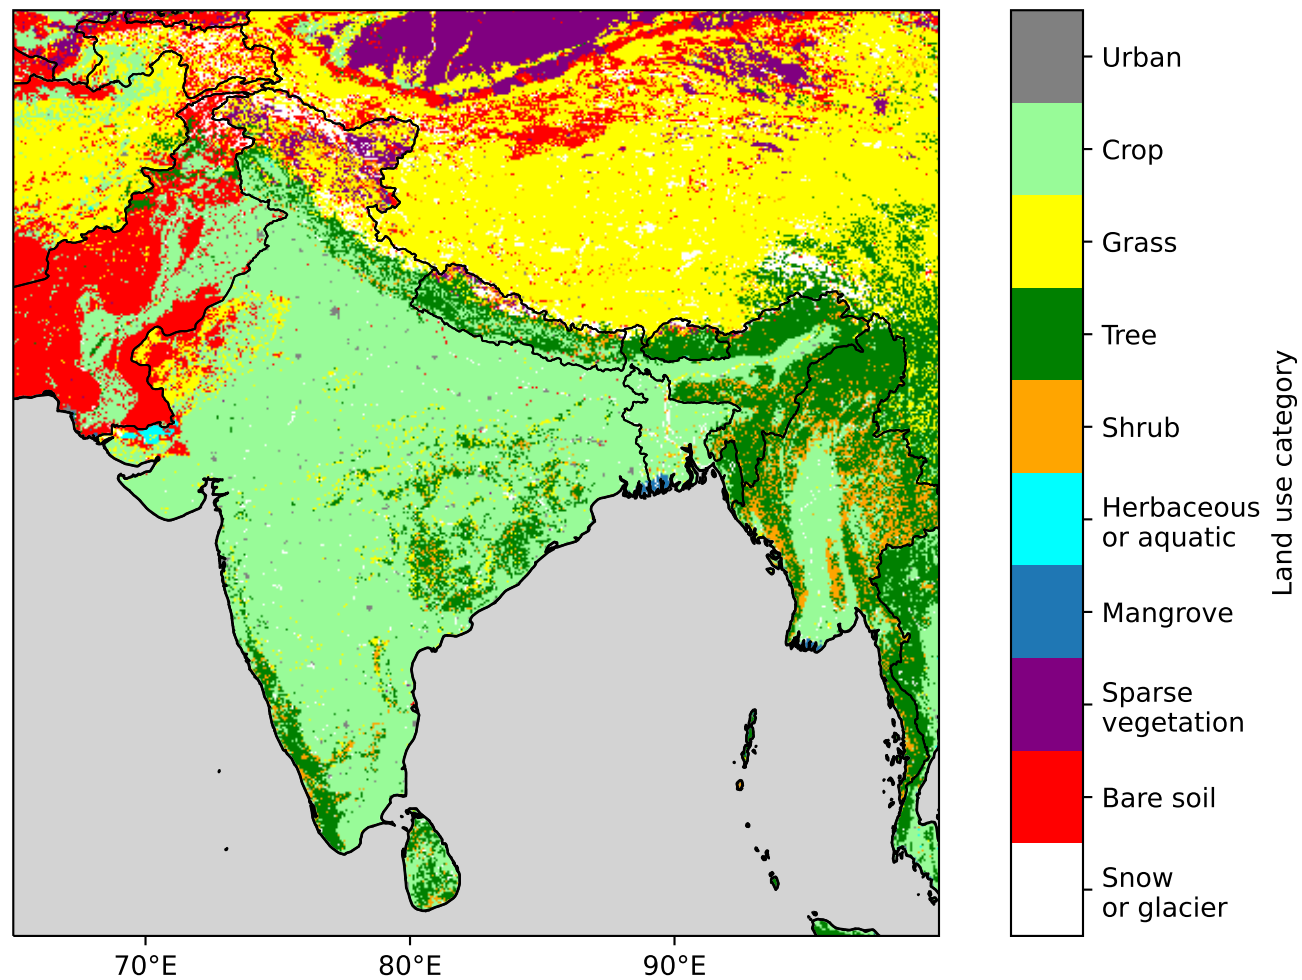 Urban
Crop
Grass
Tree
Shrub
Herbaceous
or aquatic
Mangrove
Sparse
vegetation
Bare soil
Snow
or glacier
Land use category
70°E
80°E
90°E